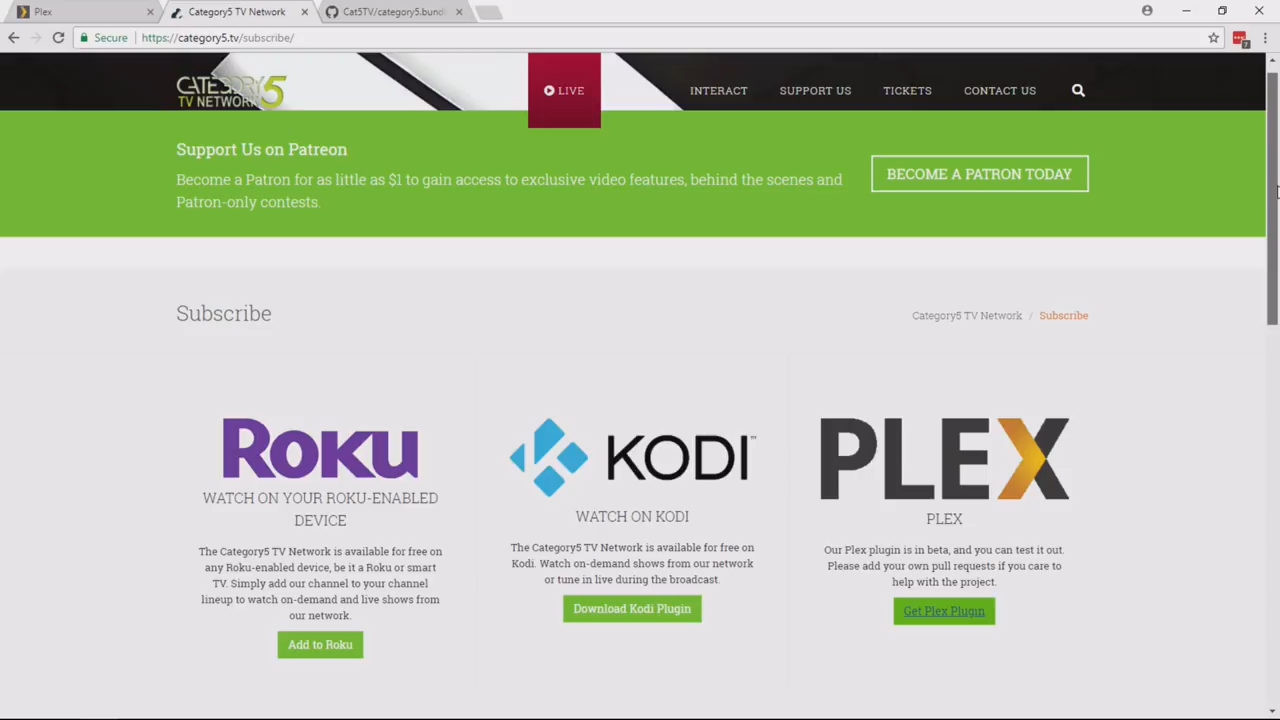 Plex
Category5 TV Network
Cat5TV/category5.bundl
Secure
https://category5.tv/subscribe/
7
CATEGORY5
TV NETWORK
LIVE
INTERACT
SUPPORT US
TICKETS
CONTACT US
Support Us on Patreon
Become a Patron for as little as $1 to gain access to exclusive video features, behind the scenes and
Patron-only contests.
BECOME A PATRON TODAY
Subscribe
Category5 TV Network / Subscribe
ROKU
WATCH ON YOUR ROKU-ENABLED
DEVICE
The Category5 TV Network is available for free on
any Roku-enabled device, be it a Roku or smart
TV. Simply add our channel to your channel
lineup to watch on-demand and live shows from
our network.
Add to Roku
KODI™
WATCH ON KODI
The Category5 TV Network is available for free on
Kodi. Watch on-demand shows from our network
or tune in live during the broadcast.
Download Kodi Plugin
PLEX
PLEX
Our Plex plugin is in beta, and you can test it out.
Please add your own pull requests if you care to
help with the project.
Get Plex Plugin